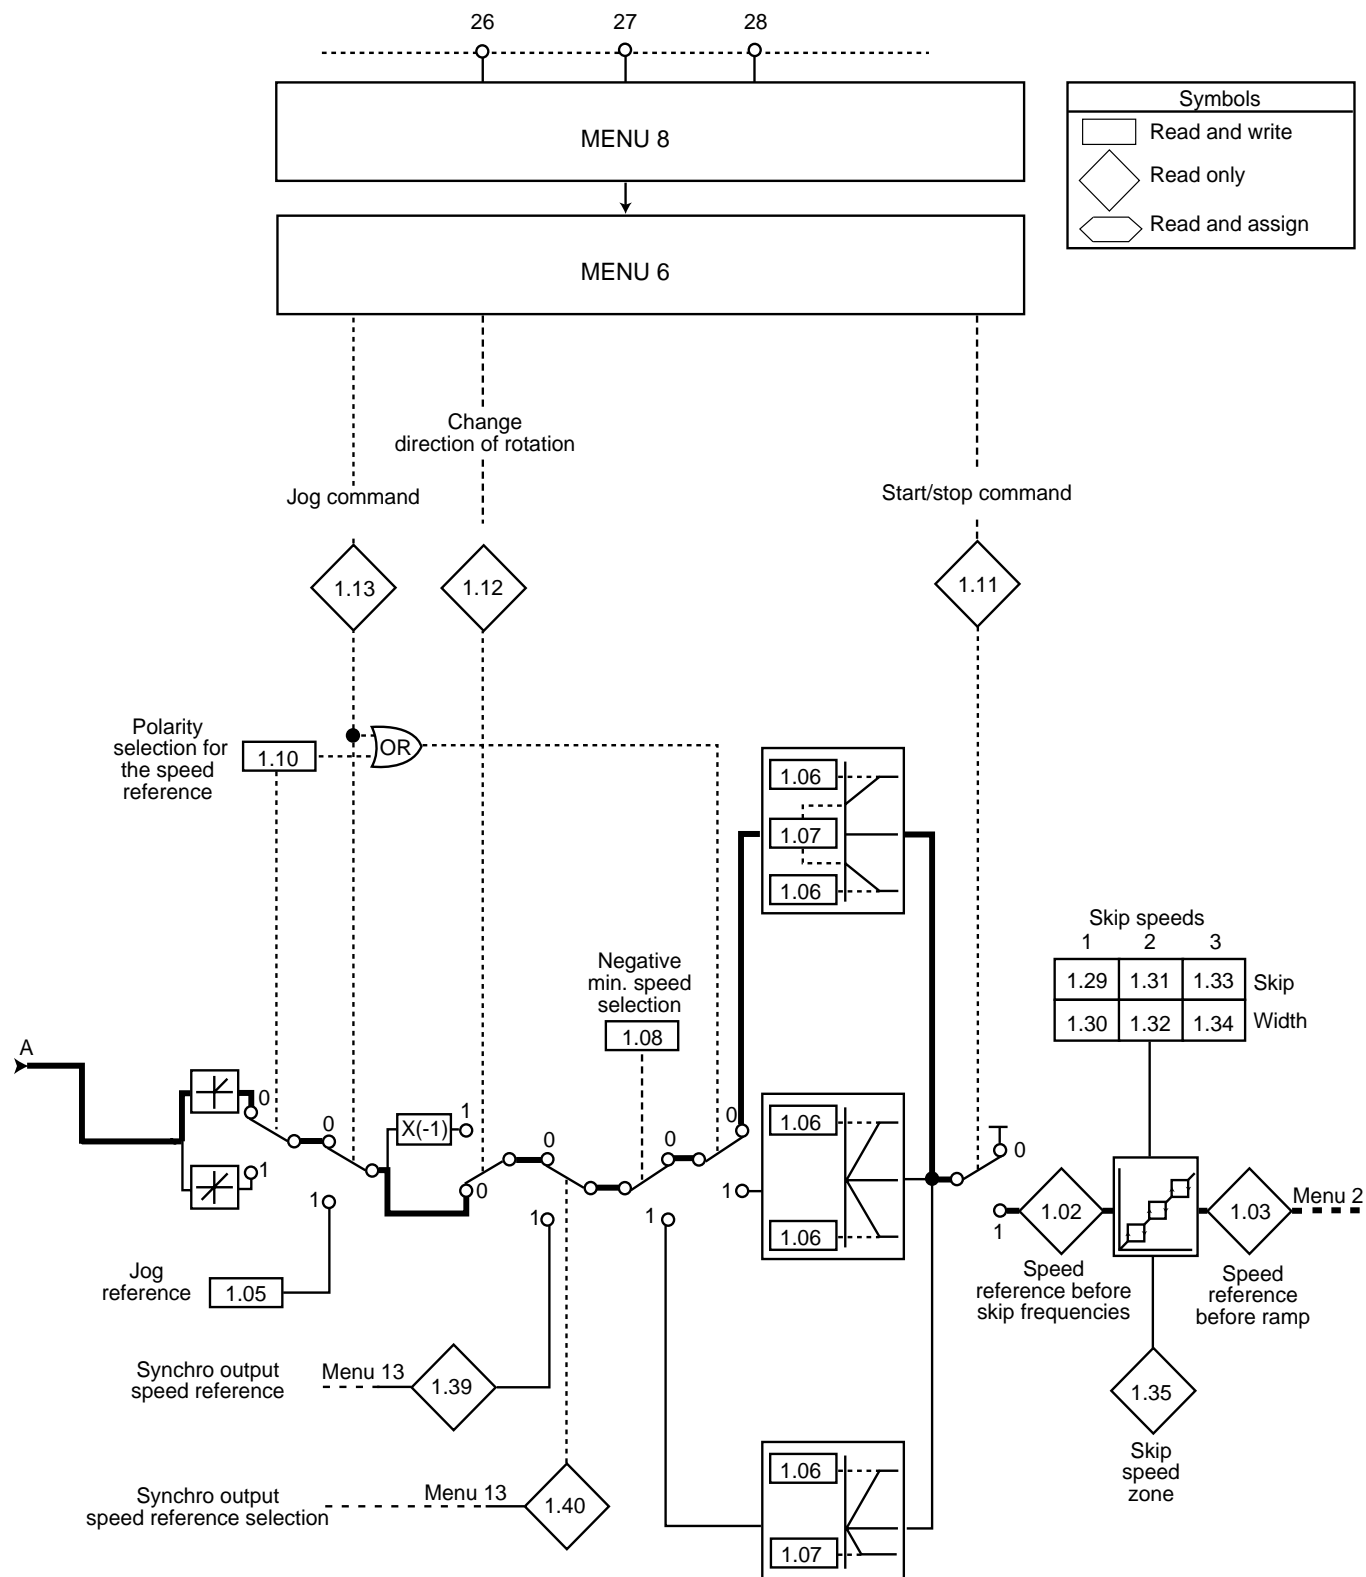 26 27 28
MENU 8
Symbols
Read and write
Read only
Read and assign
MENU 6
Change
direction of rotation
Jog command
Start/stop command
1.13
1.12
1.11
Polarity
selection for
the speed
reference
1.10
OR
1.06
1.07
1.06
Skip speeds
1 2 3
1.29 1.31 1.33 Skip
1.30 1.32 1.34 Width
Negative
min. speed
selection
1.08
A
0
1
0
1
X(-1)
1
0
0
1
0
1
0
1
1.06
1.06
0
1
1.02
Speed
reference before
skip frequencies
1.03
Menu 2
Speed
reference
before ramp
Jog
reference
1.05
Synchro output
speed reference
Menu 13
1.39
1.35
Skip
speed
zone
Synchro output
speed reference selection
Menu 13
1.40
1.06
1.07